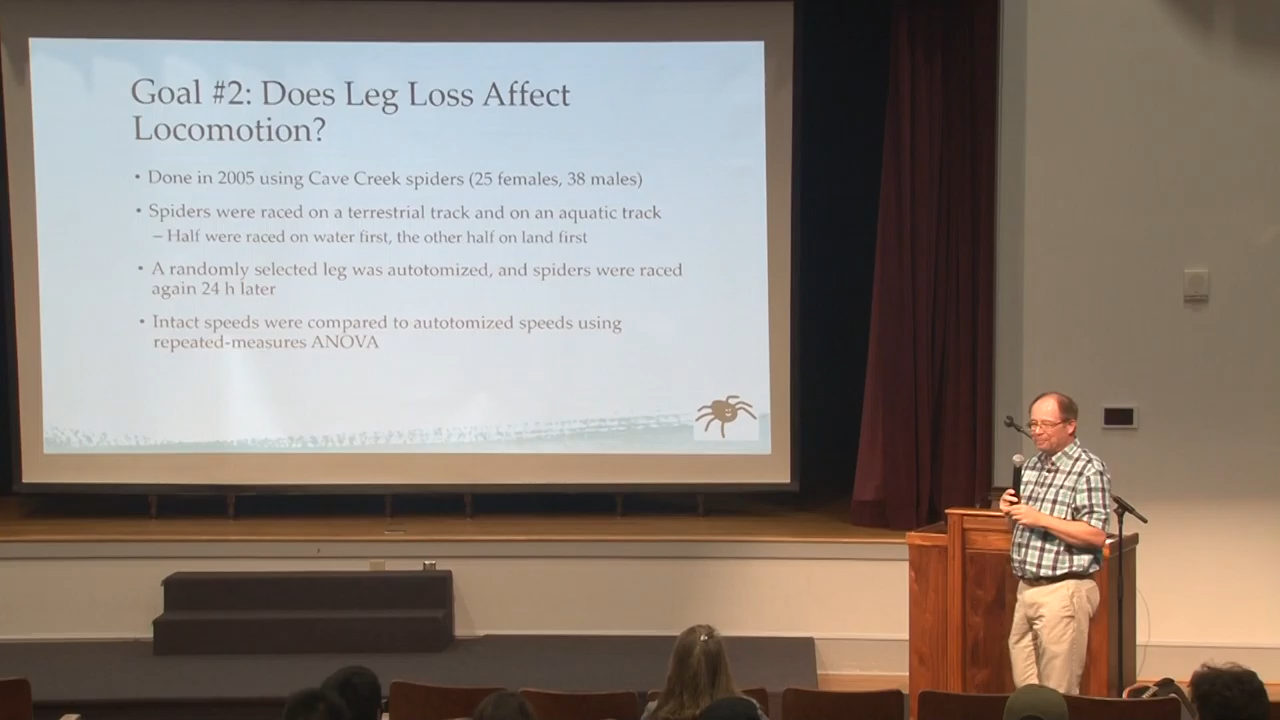 Goal #2: Does Leg Loss Affect
Locomotion?
• Done in 2005 using Cave Creek spiders (25 females, 38 males)
• Spiders were raced on a terrestrial track and on an aquatic track
– Half were raced on water first, the other half on land first
• A randomly selected leg was autotomized, and spiders were raced
again 24 h later
• Intact speeds were compared to autotomized speeds using
repeated-measures ANOVA